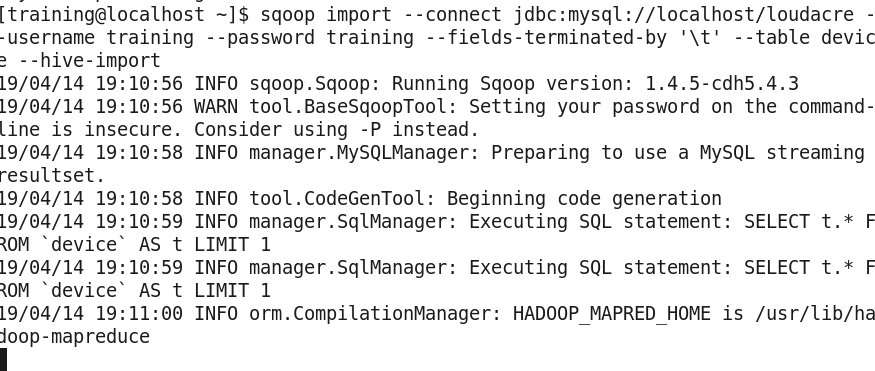 [training@localhost ~]$ sqoop import --connect jdbc:mysql://localhost/loudacre -
-username training --password training --fields-terminated-by '\t' --table devic
e --hive-import
19/04/14 19:10:56 INFO sqoop.Sqoop: Running Sqoop version: 1.4.5-cdh5.4.3
19/04/14 19:10:56 WARN tool.BaseSqoopTool: Setting your password on the command-
line is insecure. Consider using -P instead.
19/04/14 19:10:58 INFO manager.MySQLManager: Preparing to use a MySQL streaming
resultset.
19/04/14 19:10:58 INFO tool.CodeGenTool: Beginning code generation
19/04/14 19:10:59 INFO manager.SqlManager: Executing SQL statement: SELECT t.* F
ROM `device` AS t LIMIT 1
19/04/14 19:10:59 INFO manager.SqlManager: Executing SQL statement: SELECT t.* F
ROM `device` AS t LIMIT 1
19/04/14 19:11:00 INFO orm.CompilationManager: HADOOP_MAPRED_HOME is /usr/lib/ha
doop-mapreduce